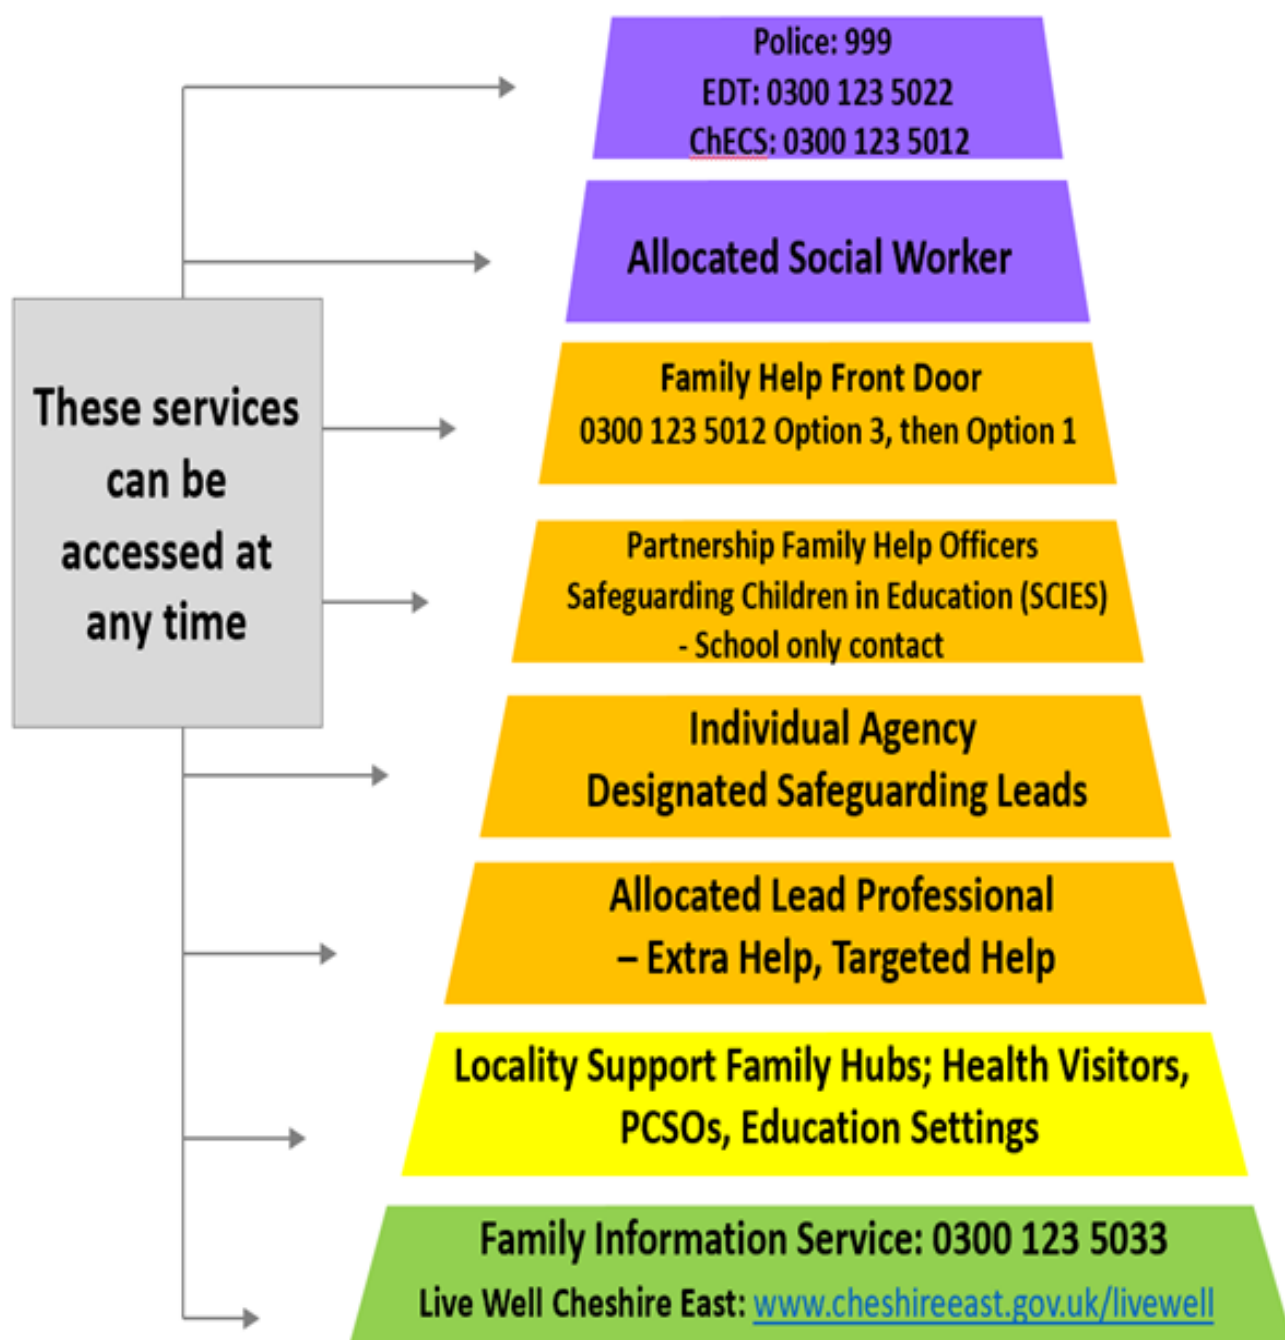 Police: 999
EDT: 0300 123 5022
ChECS: 0300 123 5012
Allocated Social Worker
Family Help Front Door
0300 123 5012 Option 3, then Option 1
These services
can be
accessed at
any time
Partnership Family Help Officers
Safeguarding Children in Education (SCIES)
- School only contact
Individual Agency
Designated Safeguarding Leads
Allocated Lead Professional
– Extra Help, Targeted Help
Locality Support Family Hubs; Health Visitors,
PCSOs, Education Settings
Family Information Service: 0300 123 5033
Live Well Cheshire East: www.cheshireeast.gov.uk/livewell